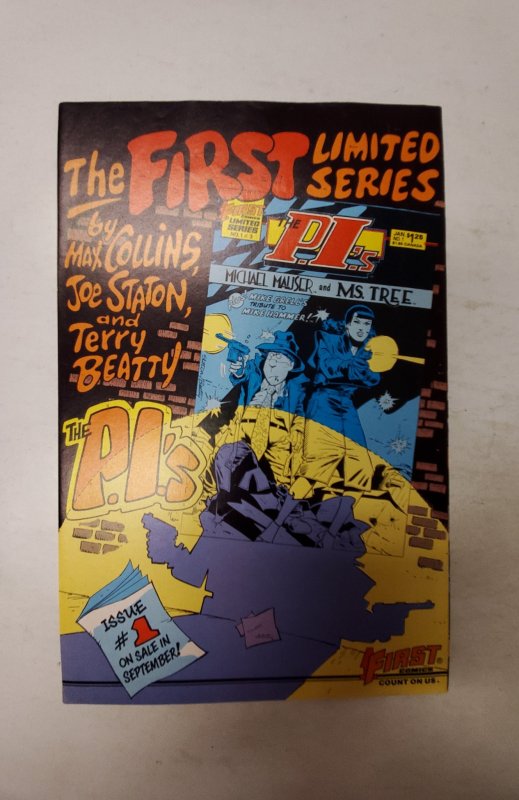 The FIRST LIMITED SERIES
by
MAX COLLINS,
JOE STATON,
and
Terry
BEATTY
LIMITED
SERIES
THE P.I.'s
JAN $1.25
NO. 1
MICHAEL MAUSER and MS. TREE
MIKE GRELL'S
TRIBUTE TO
MIKE HAMMER!
THE P.I.'s
ISSUE
#1
ON SALE IN
SEPTEMBER!
FIRST®
COMICS
COUNT ON US